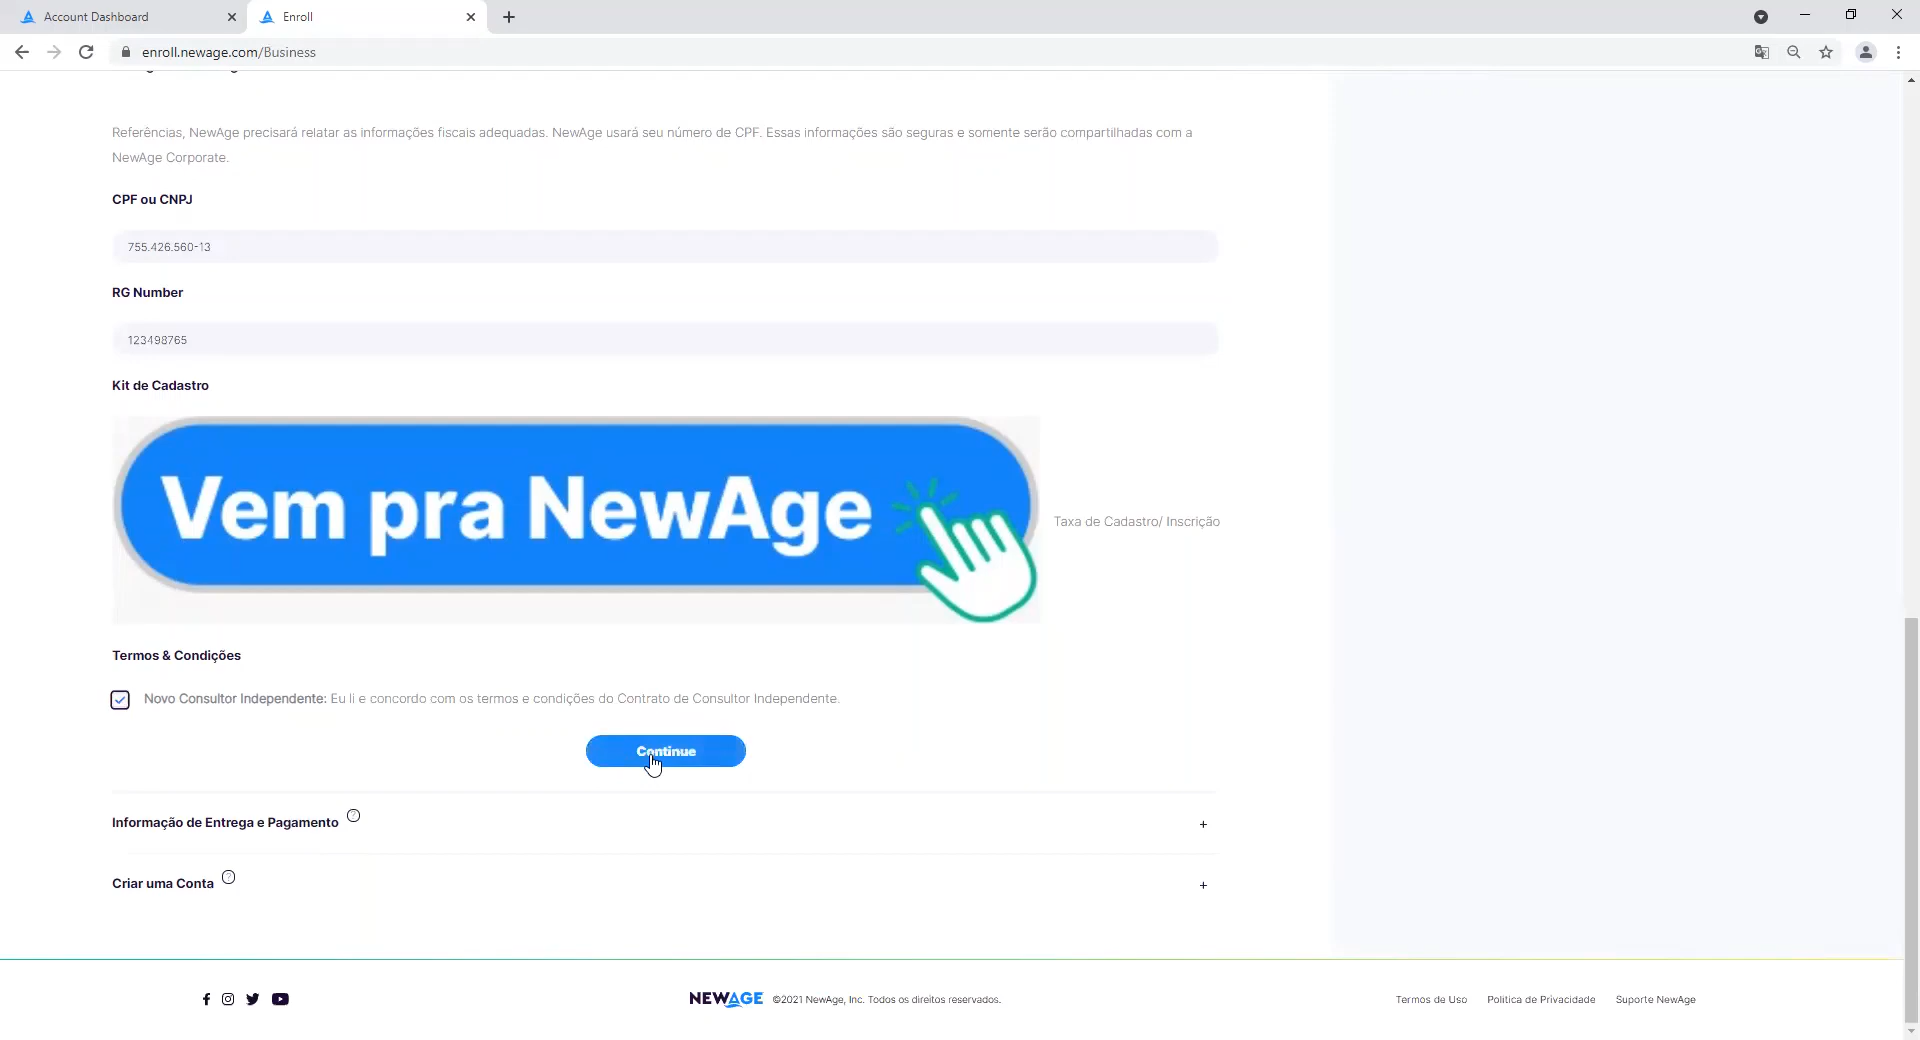 Account Dashboard
Enroll
enroll.newage.com/Business
Referências, NewAge precisará relatar as informações fiscais adequadas. NewAge usará seu número de CPF. Essas informações são seguras e somente serão compartilhadas com a
NewAge Corporate.
CPF ou CNPJ
755.426.560-13
RG Number
123498765
Kit de Cadastro
Vem pra NewAge
Taxa de Cadastro/ Inscrição
Termos & Condições
Novo Consultor Independente: Eu li e concordo com os termos e condições do Contrato de Consultor Independente.
Continue
Informação de Entrega e Pagamento ?
+
Criar uma Conta ?
+
NEWAGE ©2021 NewAge, Inc. Todos os direitos reservados.
Termos de Uso Política de Privacidade Suporte NewAge